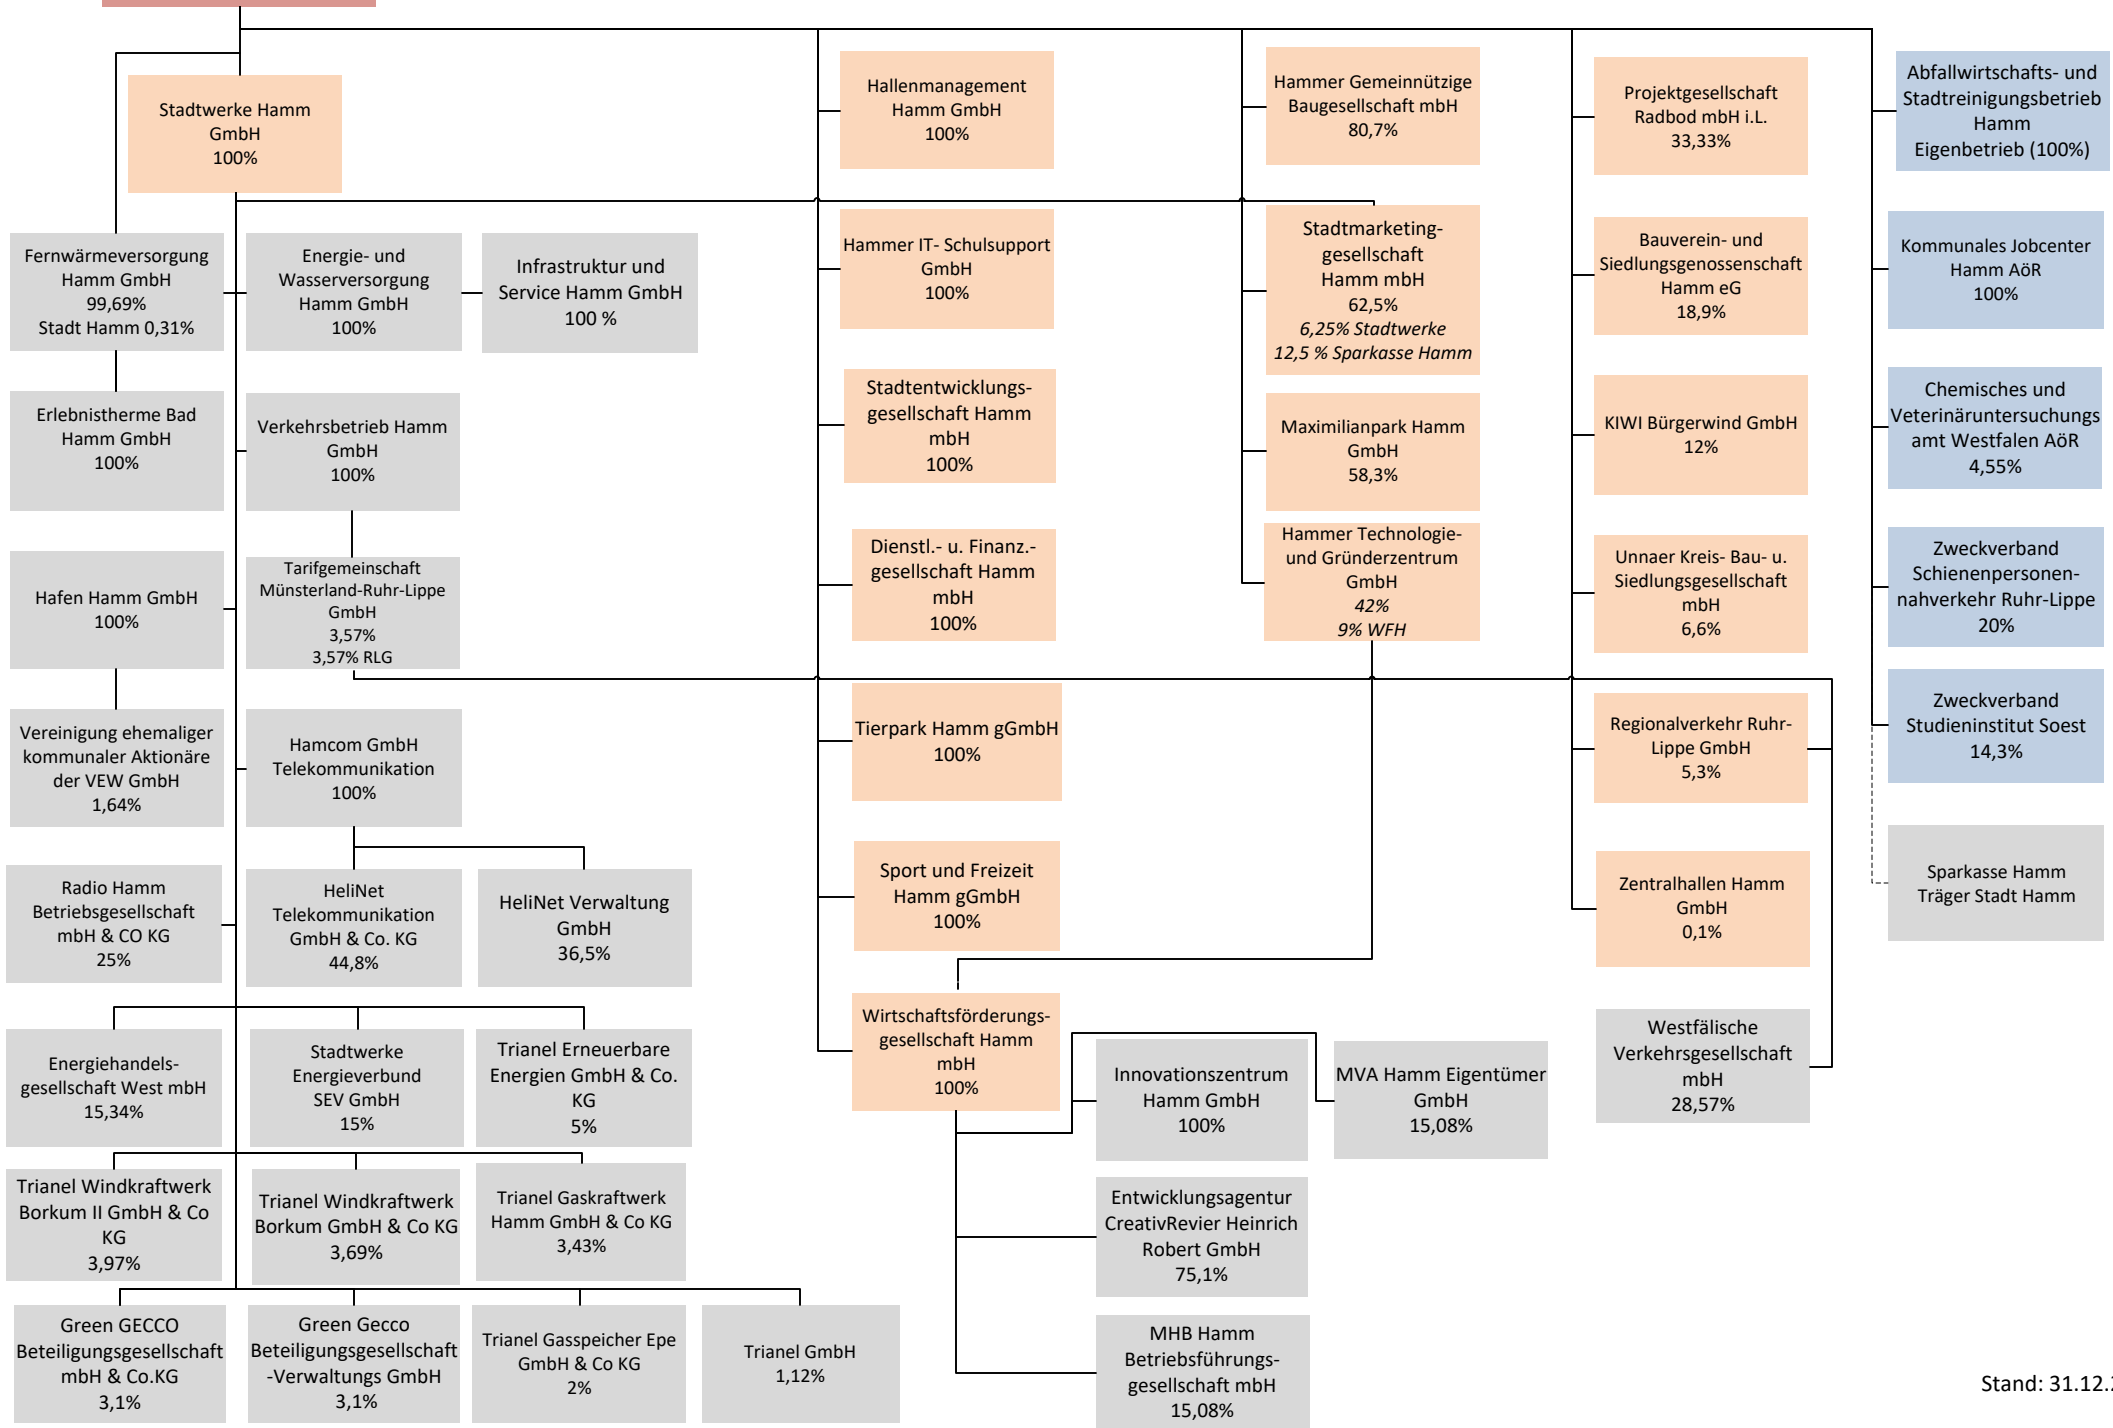 Stadtwerke Hamm
GmbH
100%
Fernwärmeversorgung
Hamm GmbH
99,69%
Stadt Hamm 0,31%
Energie- und
Wasserversorgung
Hamm GmbH
100%
Infrastruktur und
Service Hamm GmbH
100 %
Erlebnistherme Bad
Hamm GmbH
100%
Verkehrsbetrieb Hamm
GmbH
100%
Hafen Hamm GmbH
100%
Tarifgemeinschaft
Münsterland-Ruhr-Lippe
GmbH
3,57%
3,57% RLG
Vereinigung ehemaliger
kommunaler Aktionäre
der VEW GmbH
1,64%
Hamcom GmbH
Telekommunikation
100%
Radio Hamm
Betriebsgesellschaft
mbH & CO KG
25%
HeliNet
Telekommunikation
GmbH & Co. KG
44,8%
HeliNet Verwaltung
GmbH
36,5%
Energiehandels-
gesellschaft West mbH
15,34%
Stadtwerke
Energieverbund
SEV GmbH
15%
Trianel Erneuerbare
Energien GmbH & Co.
KG
5%
Trianel Windkraftwerk
Borkum II GmbH & Co
KG
3,97%
Trianel Windkraftwerk
Borkum GmbH & Co KG
3,69%
Trianel Gaskraftwerk
Hamm GmbH & Co KG
3,43%
Green GECCO
Beteiligungsgesellschaft
mbH & Co.KG
3,1%
Green Gecco
Beteiligungsgesellschaft
-Verwaltungs GmbH
3,1%
Trianel Gasspeicher Epe
GmbH & Co KG
2%
Trianel GmbH
1,12%
Hallenmanagement
Hamm GmbH
100%
Hammer IT- Schulsupport
GmbH
100%
Stadtentwicklungs-
gesellschaft Hamm
mbH
100%
Dienstl.- u. Finanz.-
gesellschaft Hamm
mbH
100%
Tierpark Hamm gGmbH
100%
Sport und Freizeit
Hamm gGmbH
100%
Wirtschaftsförderungs-
gesellschaft Hamm
mbH
100%
Innovationszentrum
Hamm GmbH
100%
MVA Hamm Eigentümer
GmbH
15,08%
Entwicklungsagentur
CreativRevier Heinrich
Robert GmbH
75,1%
MHB Hamm
Betriebsführungs-
gesellschaft mbH
15,08%
Hammer Gemeinnützige
Baugesellschaft mbH
80,7%
Stadtmarketing-
gesellschaft
Hamm mbH
62,5%
6,25% Stadtwerke
12,5 % Sparkasse Hamm
Maximilianpark Hamm
GmbH
58,3%
Hammer Technologie-
und Gründerzentrum
GmbH
42%
9% WFH
Projektgesellschaft
Radbod mbH i.L.
33,33%
Bauverein- und
Siedlungsgenossenschaft
Hamm eG
18,9%
KIWI Bürgerwind GmbH
12%
Unnaer Kreis- Bau- u.
Siedlungsgesellschaft
mbH
6,6%
Regionalverkehr Ruhr-
Lippe GmbH
5,3%
Zentralhallen Hamm
GmbH
0,1%
Westfälische
Verkehrsgesellschaft
mbH
28,57%
Abfallwirtschafts- und
Stadtreinigungsbetrieb
Hamm
Eigenbetrieb (100%)
Kommunales Jobcenter
Hamm AöR
100%
Chemisches und
Veterinäruntersuchungs
amt Westfalen AöR
4,55%
Zweckverband
Schienenpersonen-
nahverkehr Ruhr-Lippe
20%
Zweckverband
Studieninstitut Soest
14,3%
Sparkasse Hamm
Träger Stadt Hamm
Stand: 31.12.